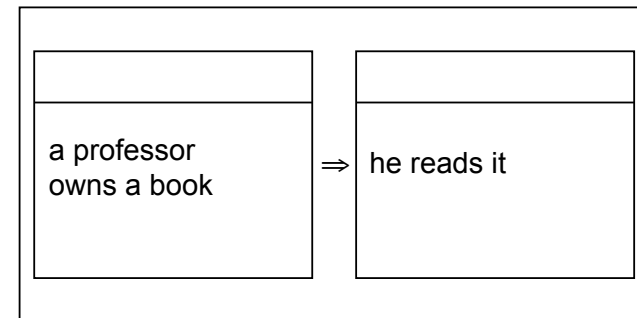 a professor
owns a book
⇒
he reads it